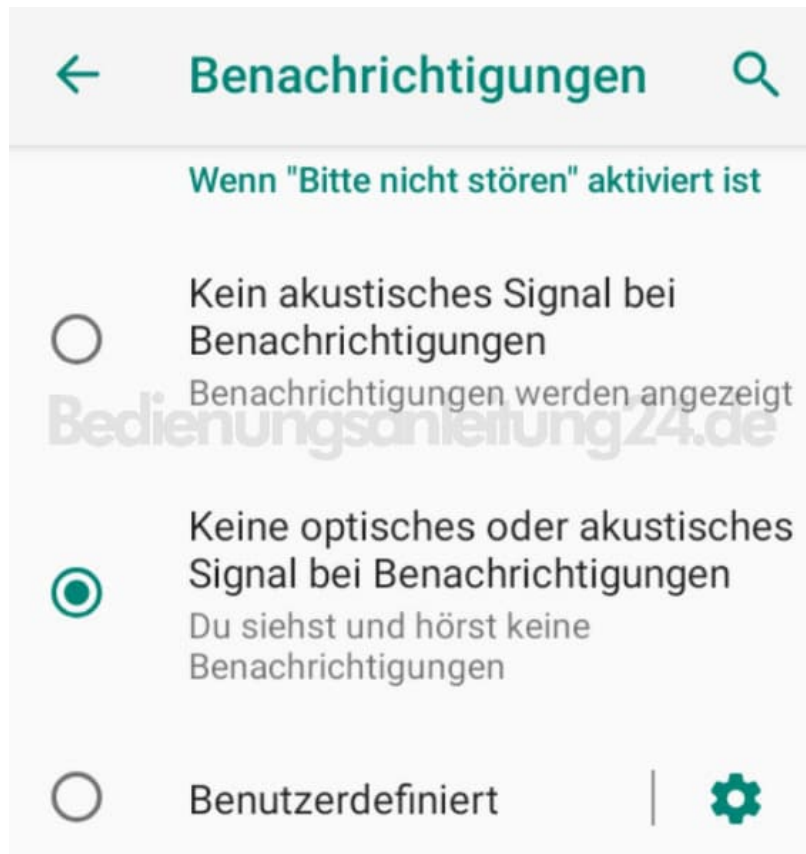 Benachrichtigungen
Wenn "Bitte nicht stören" aktiviert ist
Kein akustisches Signal bei
Benachrichtigungen
Benachrichtigungen werden angezeigt
Bedienungsanleitung24.de
Keine optisches oder akustisches
Signal bei Benachrichtigungen
Du siehst und hörst keine
Benachrichtigungen
Benutzerdefiniert